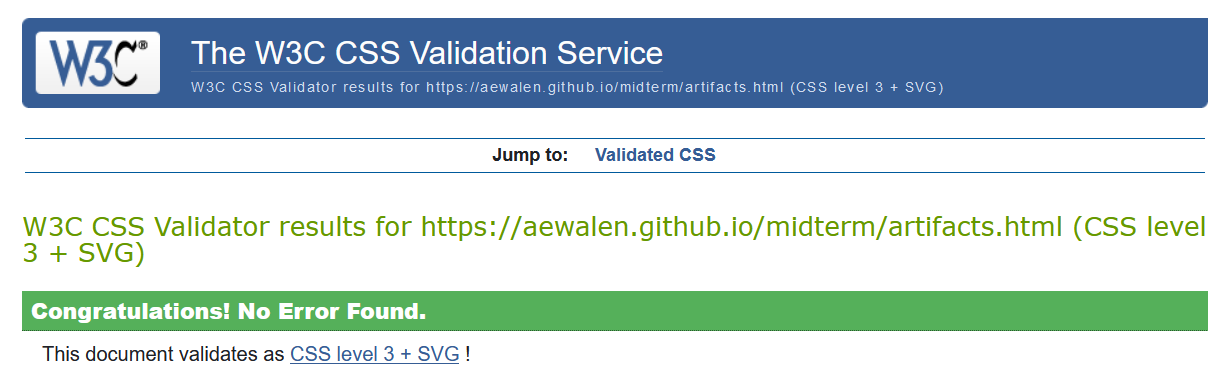 W3C®
The W3C CSS Validation Service
W3C CSS Validator results for https://aewalen.github.io/midterm/artifacts.html (CSS level 3 + SVG)
Jump to: Validated CSS
W3C CSS Validator results for https://aewalen.github.io/midterm/artifacts.html (CSS level
3 + SVG)
Congratulations! No Error Found.
This document validates as CSS level 3 + SVG !